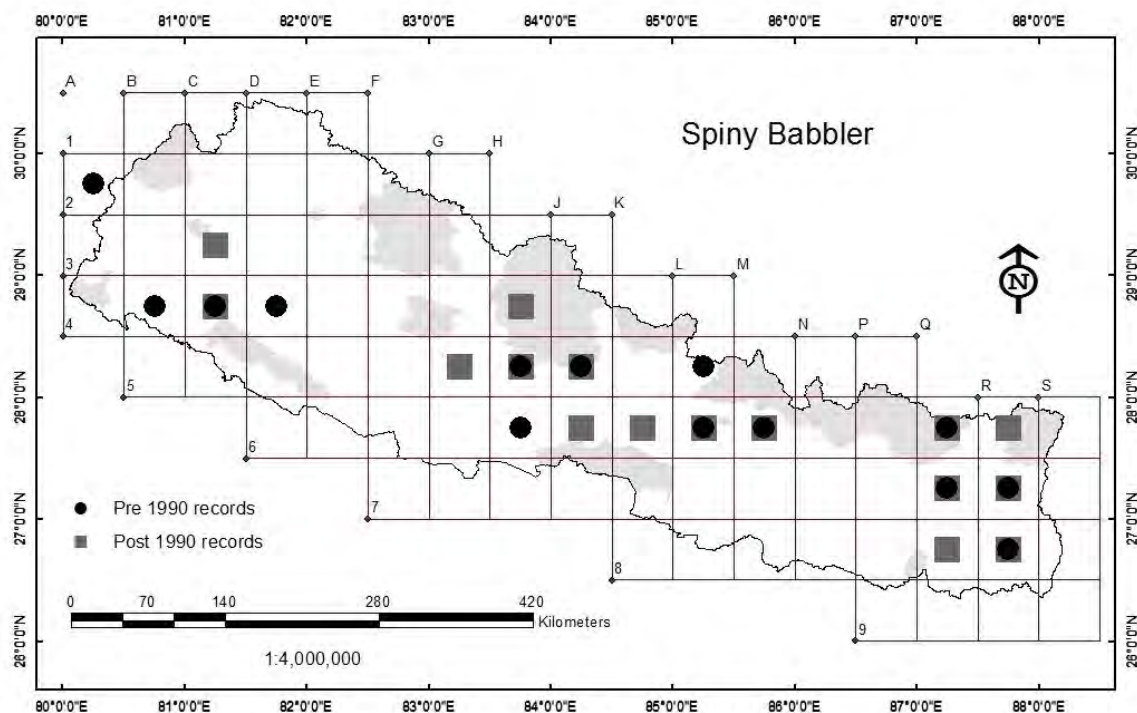 80°0'0"E 81°0'0"E 82°0'0"E 83°0'0"E 84°0'0"E 85°0'0"E 86°0'0"E 87°0'0"E 88°0'0"E
A B C D E F
Spiny Babbler
30°0'0"N 1 G H 30°0'0"N
2 J K
29°0'0"N 3 L M N 29°0'0"N
4 N P Q
28°0'0"N 5 R S 28°0'0"N
6
Pre 1990 records
27°0'0"N 7 27°0'0"N
Post 1990 records
8
0 70 140 280 420
Kilometers
26°0'0"N 9 26°0'0"N
1:4,000,000
80°0'0"E 81°0'0"E 82°0'0"E 83°0'0"E 84°0'0"E 85°0'0"E 86°0'0"E 87°0'0"E 88°0'0"E